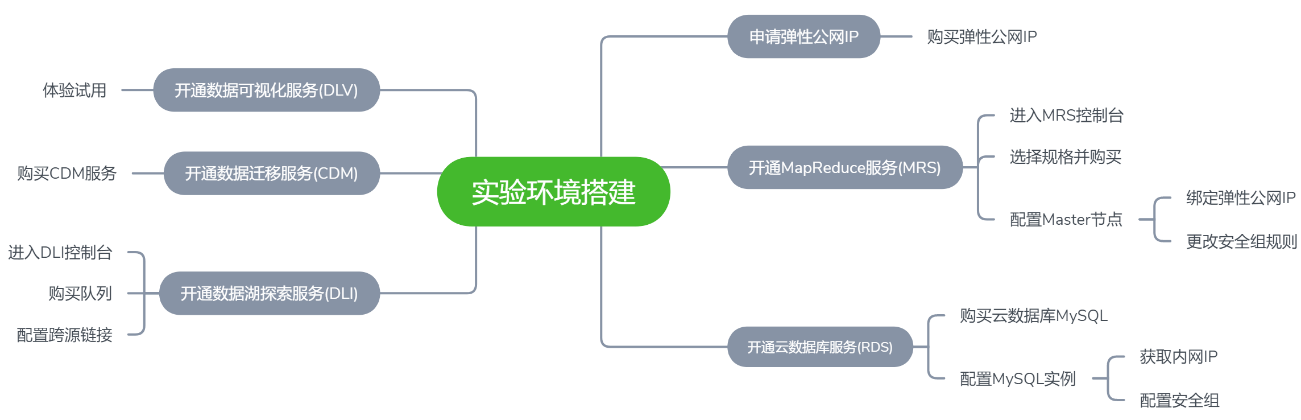 实验环境搭建
申请弹性公网IP
购买弹性公网IP
开通MapReduce服务(MRS)
进入MRS控制台
选择规格并购买
配置Master节点
绑定弹性公网IP
更改安全组规则
开通云数据库服务(RDS)
购买云数据库MySQL
配置MySQL实例
获取内网IP
配置安全组
开通数据可视化服务(DLV)
体验试用
开通数据迁移服务(CDM)
购买CDM服务
开通数据湖探索服务(DLI)
进入DLI控制台
购买队列
配置跨源链接